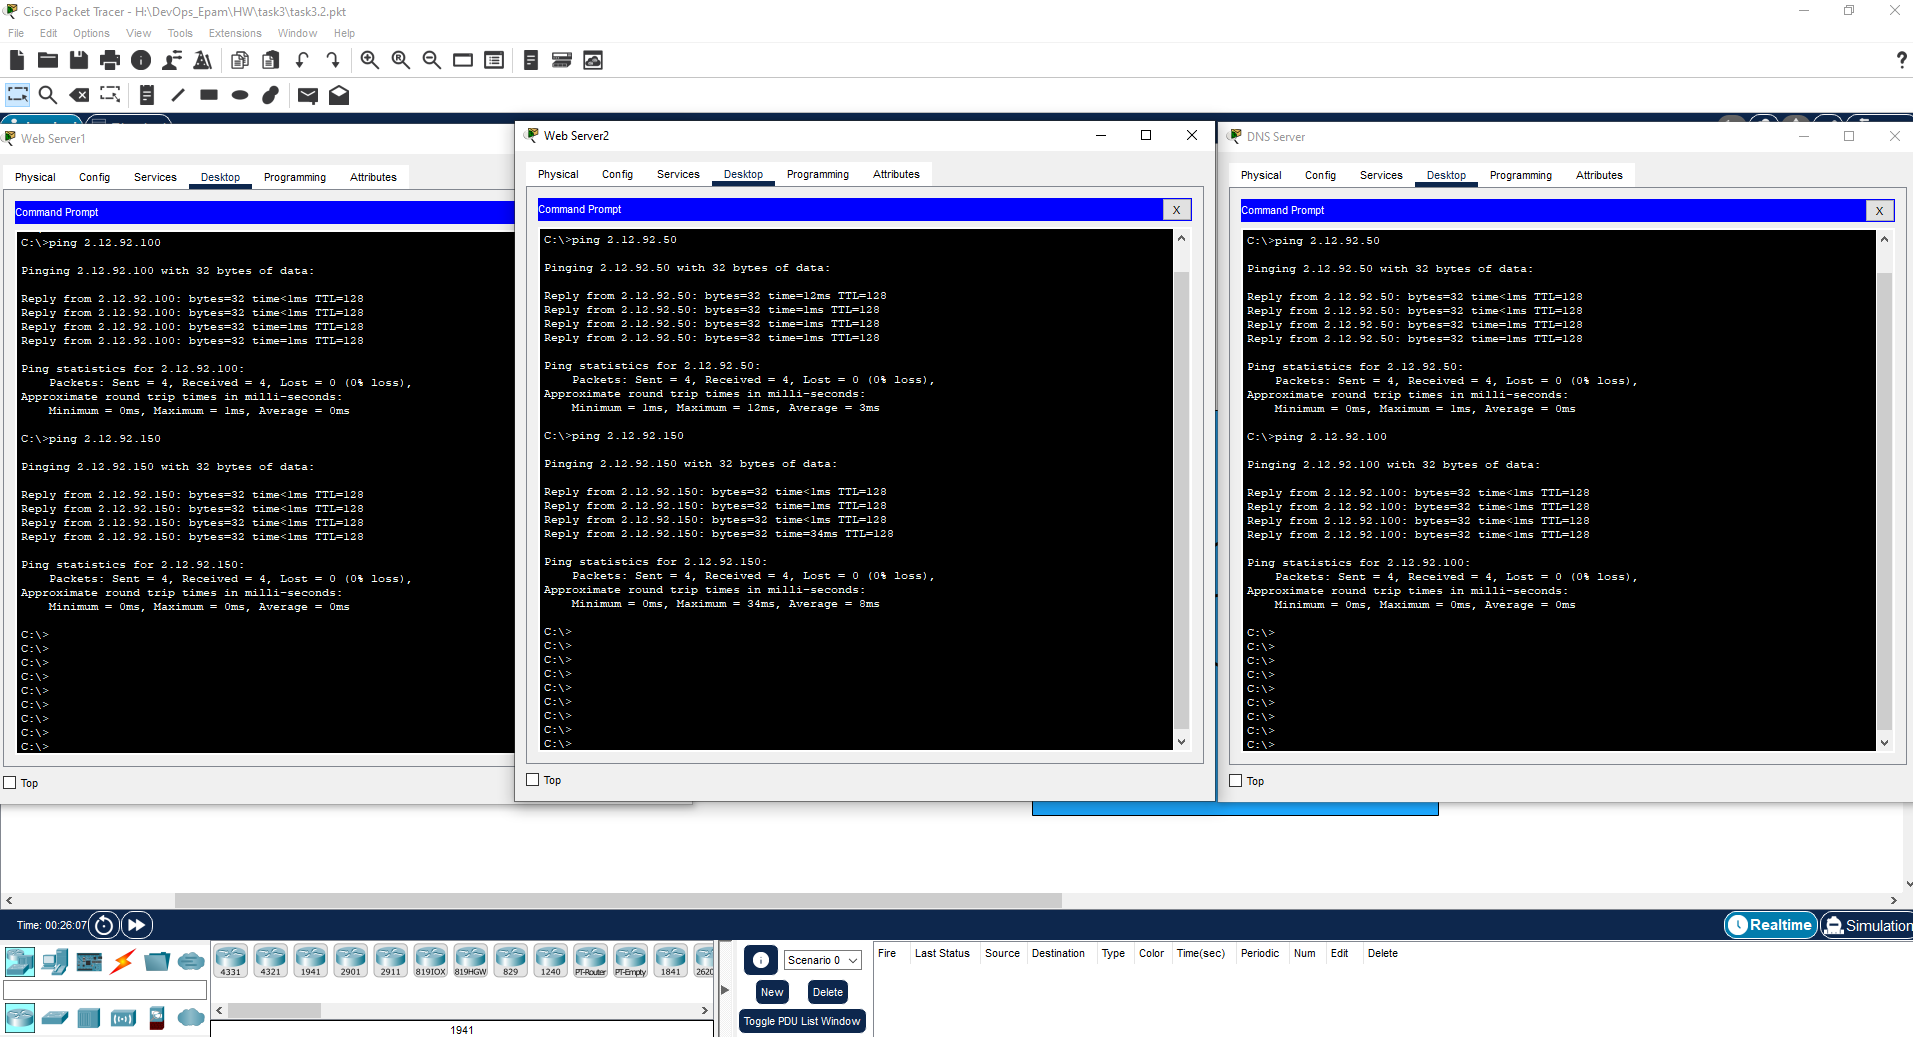 Cisco Packet Tracer - H:\DevOps_Epam\HW\task3\task3.2.pkt
File Edit Options View Tools Extensions Window Help
?
Web Server1
Physical Config Services Desktop Programming Attributes
Command Prompt
C:\>ping 2.12.92.100
Pinging 2.12.92.100 with 32 bytes of data:
Reply from 2.12.92.100: bytes=32 time<1ms TTL=128
Reply from 2.12.92.100: bytes=32 time<1ms TTL=128
Reply from 2.12.92.100: bytes=32 time=1ms TTL=128
Reply from 2.12.92.100: bytes=32 time=1ms TTL=128
Ping statistics for 2.12.92.100:
Packets: Sent = 4, Received = 4, Lost = 0 (0% loss),
Approximate round trip times in milli-seconds:
Minimum = 0ms, Maximum = 1ms, Average = 0ms
C:\>ping 2.12.92.150
Pinging 2.12.92.150 with 32 bytes of data:
Reply from 2.12.92.150: bytes=32 time<1ms TTL=128
Reply from 2.12.92.150: bytes=32 time<1ms TTL=128
Reply from 2.12.92.150: bytes=32 time<1ms TTL=128
Reply from 2.12.92.150: bytes=32 time<1ms TTL=128
Ping statistics for 2.12.92.150:
Packets: Sent = 4, Received = 4, Lost = 0 (0% loss),
Approximate round trip times in milli-seconds:
Minimum = 0ms, Maximum = 0ms, Average = 0ms
C:\>
C:\>
C:\>
C:\>
C:\>
C:\>
C:\>
C:\>
C:\>
Top
Web Server2
Physical Config Services Desktop Programming Attributes
Command Prompt X
C:\>ping 2.12.92.50
Pinging 2.12.92.50 with 32 bytes of data:
Reply from 2.12.92.50: bytes=32 time=12ms TTL=128
Reply from 2.12.92.50: bytes=32 time=1ms TTL=128
Reply from 2.12.92.50: bytes=32 time=1ms TTL=128
Reply from 2.12.92.50: bytes=32 time=1ms TTL=128
Ping statistics for 2.12.92.50:
Packets: Sent = 4, Received = 4, Lost = 0 (0% loss),
Approximate round trip times in milli-seconds:
Minimum = 1ms, Maximum = 12ms, Average = 3ms
C:\>ping 2.12.92.150
Pinging 2.12.92.150 with 32 bytes of data:
Reply from 2.12.92.150: bytes=32 time<1ms TTL=128
Reply from 2.12.92.150: bytes=32 time=1ms TTL=128
Reply from 2.12.92.150: bytes=32 time<1ms TTL=128
Reply from 2.12.92.150: bytes=32 time=34ms TTL=128
Ping statistics for 2.12.92.150:
Packets: Sent = 4, Received = 4, Lost = 0 (0% loss),
Approximate round trip times in milli-seconds:
Minimum = 0ms, Maximum = 34ms, Average = 8ms
C:\>
C:\>
C:\>
C:\>
C:\>
C:\>
C:\>
C:\>
C:\>
Top
DNS Server
Physical Config Services Desktop Programming Attributes
Command Prompt X
C:\>ping 2.12.92.50
Pinging 2.12.92.50 with 32 bytes of data:
Reply from 2.12.92.50: bytes=32 time<1ms TTL=128
Reply from 2.12.92.50: bytes=32 time<1ms TTL=128
Reply from 2.12.92.50: bytes=32 time=1ms TTL=128
Reply from 2.12.92.50: bytes=32 time=1ms TTL=128
Ping statistics for 2.12.92.50:
Packets: Sent = 4, Received = 4, Lost = 0 (0% loss),
Approximate round trip times in milli-seconds:
Minimum = 0ms, Maximum = 1ms, Average = 0ms
C:\>ping 2.12.92.100
Pinging 2.12.92.100 with 32 bytes of data:
Reply from 2.12.92.100: bytes=32 time<1ms TTL=128
Reply from 2.12.92.100: bytes=32 time<1ms TTL=128
Reply from 2.12.92.100: bytes=32 time<1ms TTL=128
Reply from 2.12.92.100: bytes=32 time<1ms TTL=128
Ping statistics for 2.12.92.100:
Packets: Sent = 4, Received = 4, Lost = 0 (0% loss),
Approximate round trip times in milli-seconds:
Minimum = 0ms, Maximum = 0ms, Average = 0ms
C:\>
C:\>
C:\>
C:\>
C:\>
C:\>
C:\>
C:\>
C:\>
Top
Time: 00:26:07
Realtime Simulation
4331 4321 1941 2901 2911 819IOX 819HGW 829 1240 PT-Router PT-Empty 1841 2620
1941
Scenario 0
New Delete
Toggle PDU List Window
Fire Last Status Source Destination Type Color Time(sec) Periodic Num Edit Delete